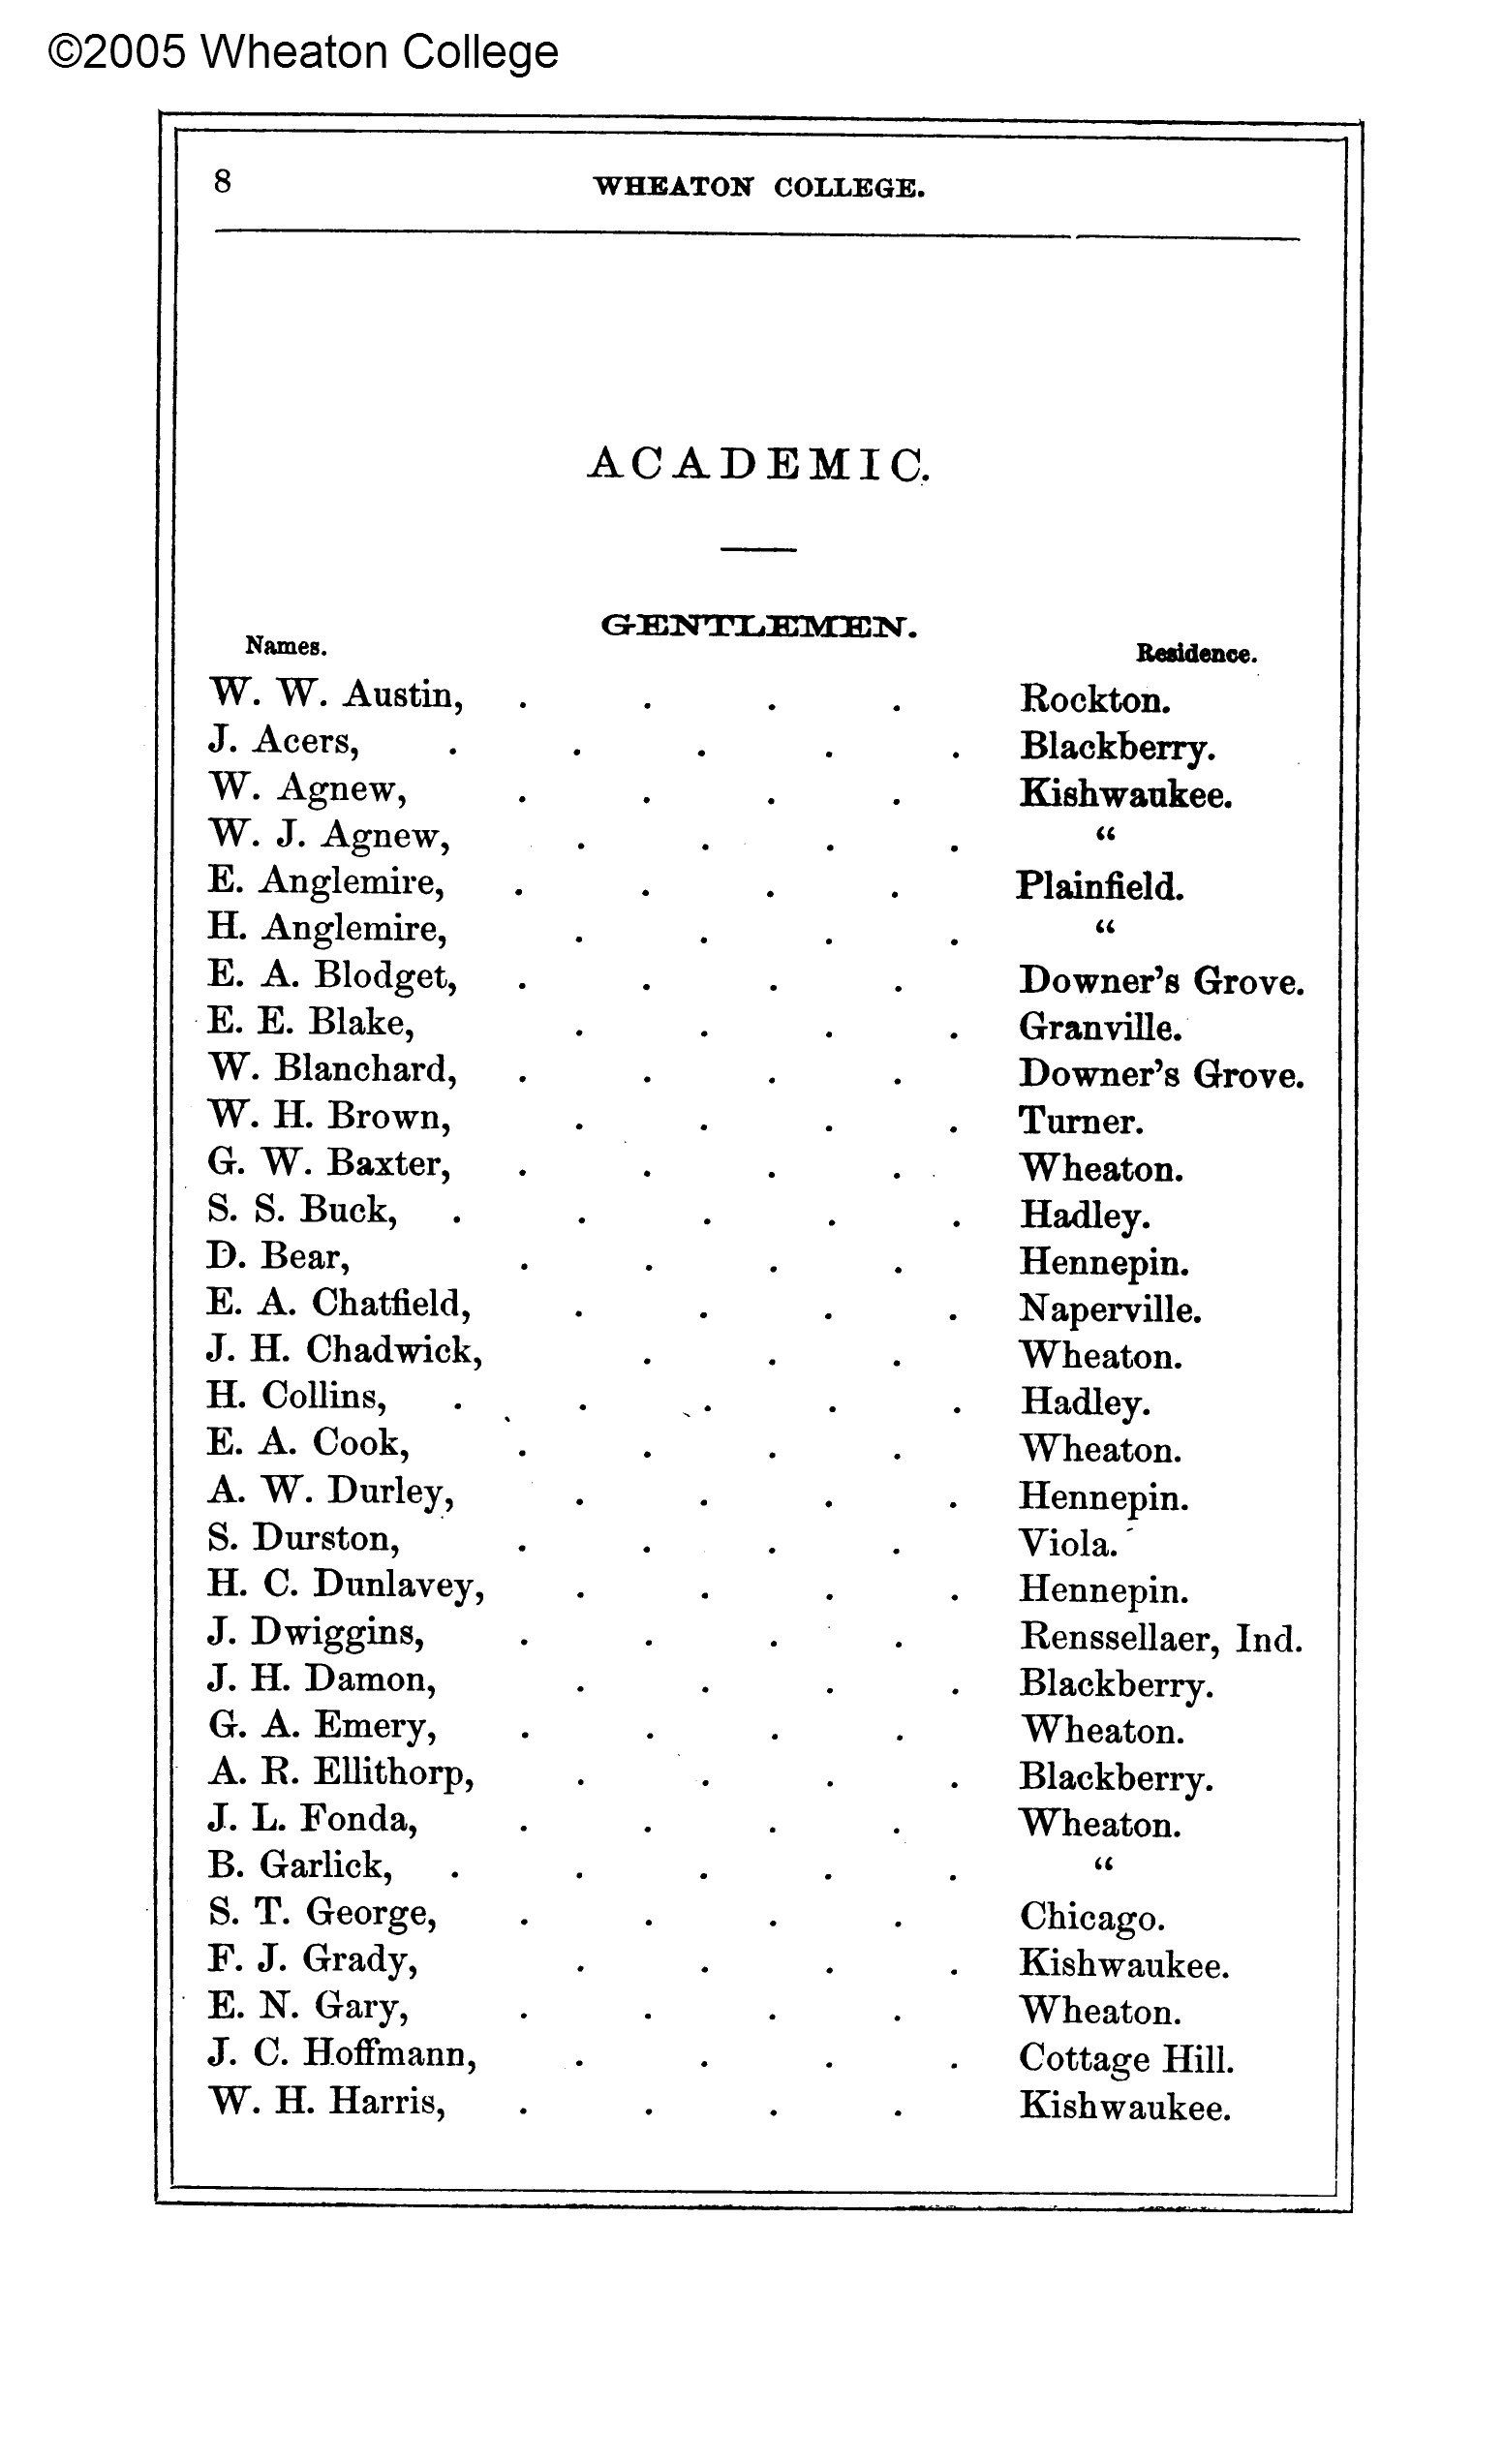 ©2005 Wheaton College
8 WHEATON COLLEGE.
ACADEMIC.
GENTLEMEN.
Names. Residence.
W. W. Austin, . . . . Rockton.
J. Acers, . . . . . Blackberry.
W. Agnew, . . . . Kishwaukee.
W. J. Agnew, . . . . “
E. Anglemire, . . . . Plainfield.
H. Anglemire, . . . . “
E. A. Blodget, . . . . Downer's Grove.
E. E. Blake, . . . . Granville.
W. Blanchard, . . . . Downer's Grove.
W. H. Brown, . . . . Turner.
G. W. Baxter, . . . . Wheaton.
S. S. Buck, . . . . . Hadley.
D. Bear, . . . . Hennepin.
E. A. Chatfield, . . . . Naperville.
J. H. Chadwick, . . . Wheaton.
H. Collins, . . . . . Hadley.
E. A. Cook, . . . . Wheaton.
A. W. Durley, . . . . Hennepin.
S. Durston, . . . . Viola.
H. C. Dunlavey, . . . . Hennepin.
J. Dwiggins, . . . . Renssellaer, Ind.
J. H. Damon, . . . . Blackberry.
G. A. Emery, . . . . Wheaton.
A. R. Ellithorp, . . . . Blackberry.
J. L. Fonda, . . . . Wheaton.
B. Garlick, . . . . . “
S. T. George, . . . . Chicago.
F. J. Grady, . . . . Kishwaukee.
E. N. Gary, . . . . Wheaton.
J. C. Hoffmann, . . . . Cottage Hill.
W. H. Harris, . . . . Kishwaukee.